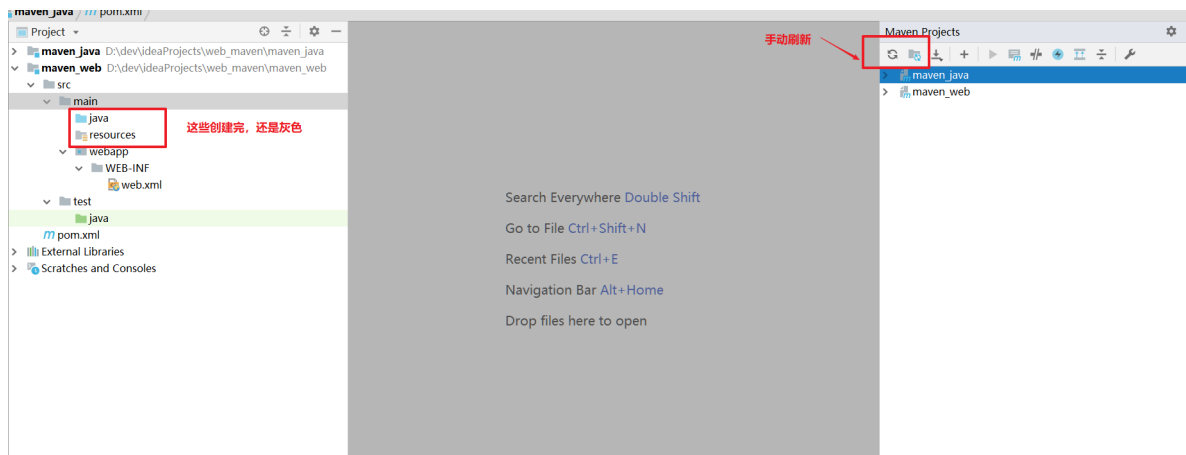 maven_java / m pom.xml
Project
maven_java D:\dev\ideaProjects\web_maven\maven_java
maven_web D:\dev\ideaProjects\web_maven\maven_web
src
main
java
resources
这些创建完，还是灰色
webapp
WEB-INF
web.xml
test
java
m pom.xml
External Libraries
Scratches and Consoles
Search Everywhere Double Shift
Go to File Ctrl+Shift+N
Recent Files Ctrl+E
Navigation Bar Alt+Home
Drop files here to open
手动刷新
Maven Projects
maven_java
maven_web